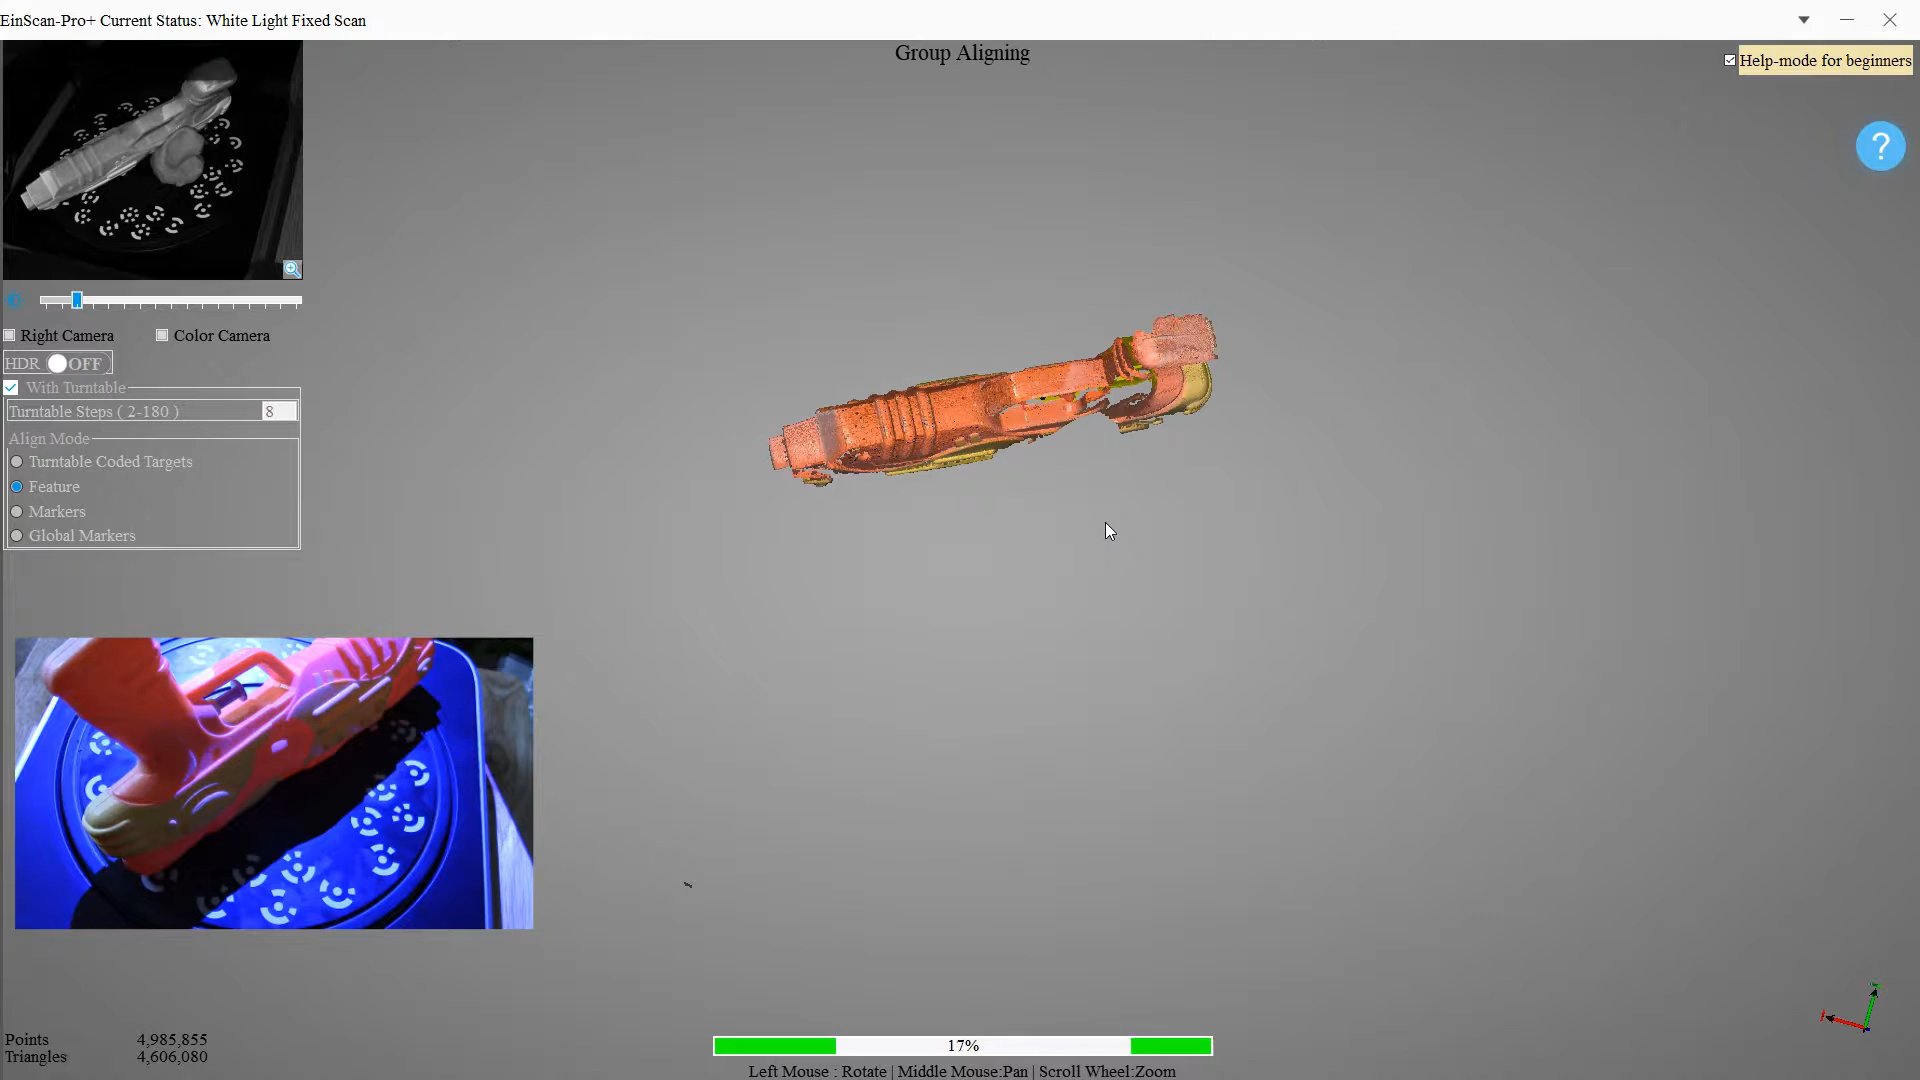 EinScan-Pro+ Current Status: White Light Fixed Scan
Group Aligning
Help-mode for beginners
?
Right Camera
Color Camera
HDR OFF
With Turntable
Turntable Steps ( 2-180 ) 8
Align Mode
Turntable Coded Targets
Feature
Markers
Global Markers
Points 4,985,855
Triangles 4,606,080
17%
Left Mouse : Rotate | Middle Mouse:Pan | Scroll Wheel:Zoom